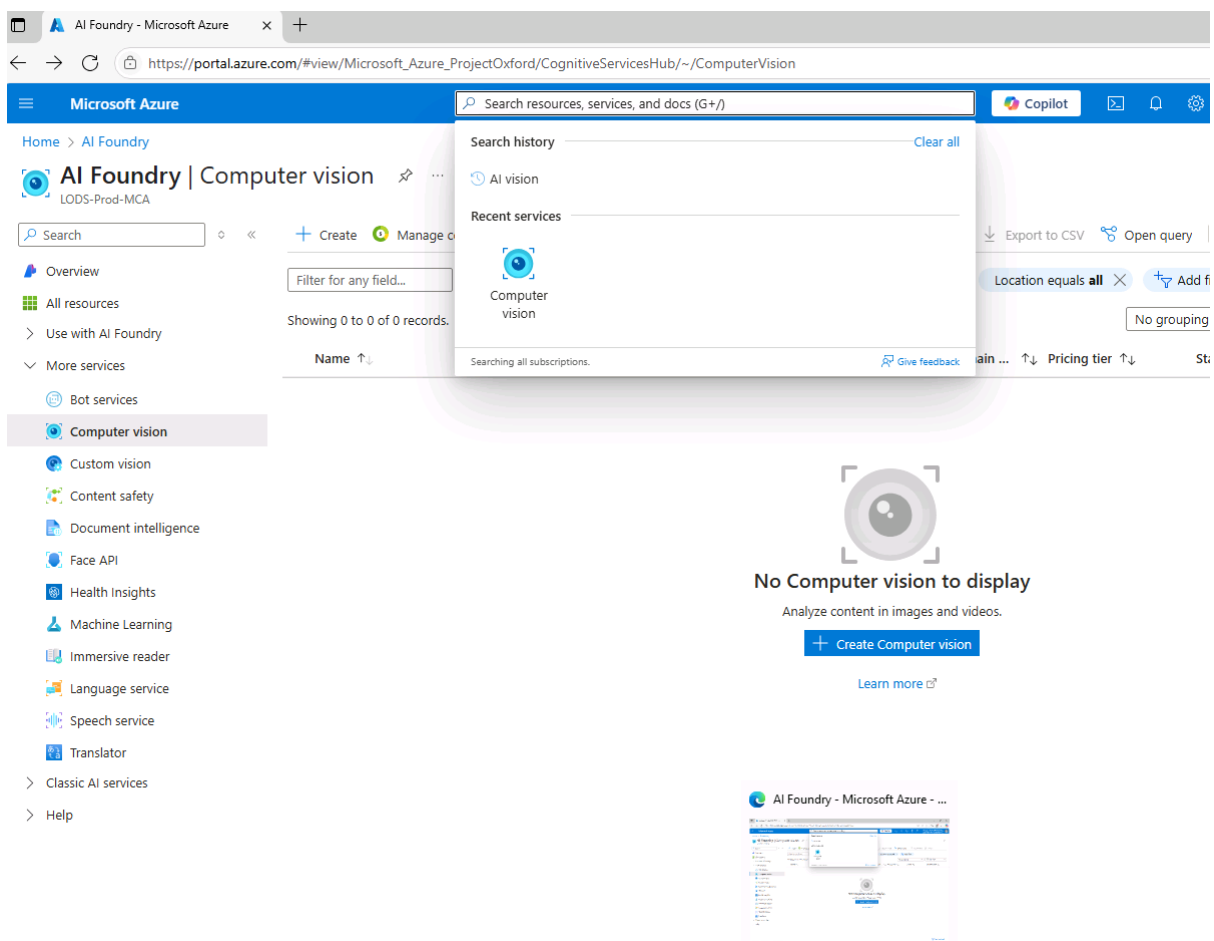 AI Foundry - Microsoft Azure
https://portal.azure.com/#view/Microsoft_Azure_ProjectOxford/CognitiveServicesHub/~/ComputerVision
Microsoft Azure
Search resources, services, and docs (G+/)
Copilot
Home > AI Foundry
Search history
Clear all
AI vision
Recent services
Computer
vision
Searching all subscriptions.
Give feedback
AI Foundry | Computer vision
LODS-Prod-MCA
Search
Overview
All resources
Use with AI Foundry
More services
Bot services
Computer vision
Custom vision
Content safety
Document intelligence
Face API
Health Insights
Machine Learning
Immersive reader
Language service
Speech service
Translator
Classic AI services
Help
Create
Manage
Export to CSV
Open query
Filter for any field...
Location equals all
Add
Showing 0 to 0 of 0 records.
No grouping
Name
Pricing tier
No Computer vision to display
Analyze content in images and videos.
Create Computer vision
Learn more
AI Foundry - Microsoft Azure - ...